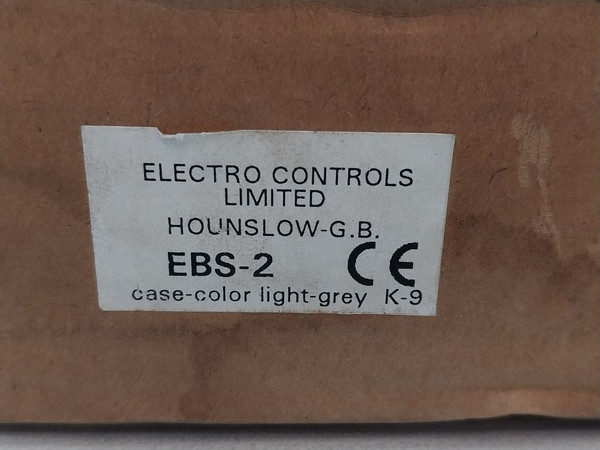 ELECTRO CONTROLS
LIMITED
HOUNSLOW-G.B.
EBS-2 CE
case-color light-grey K-9